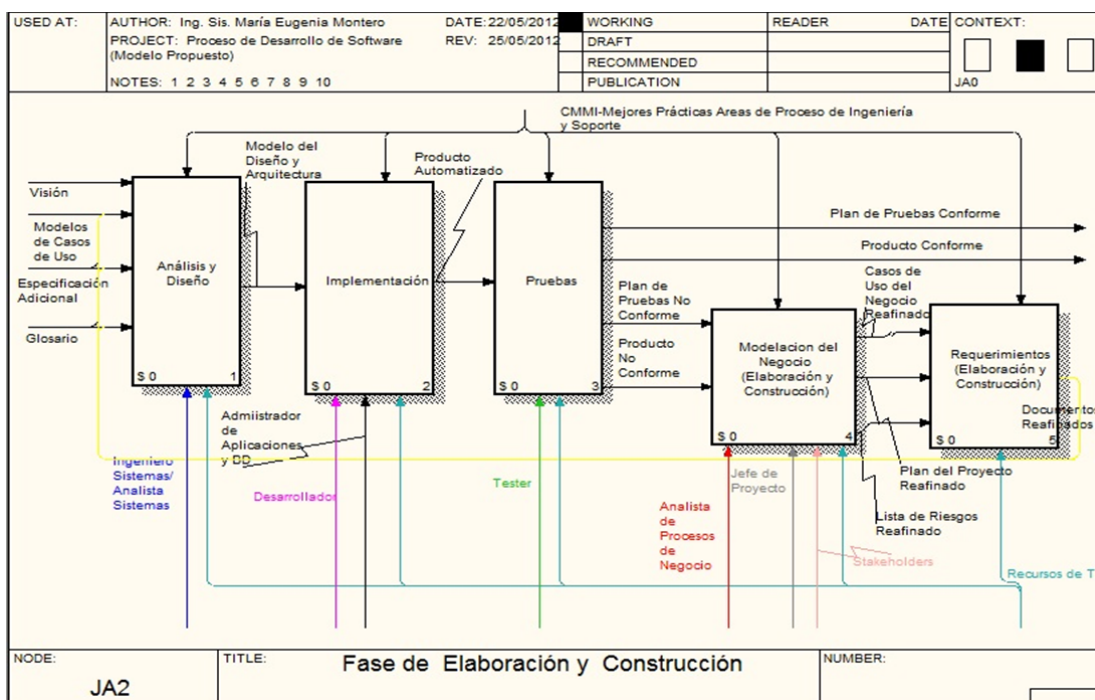 USED AT:
AUTHOR: Ing. Sis. María Eugenia Montero
DATE: 22/05/2012
PROJECT: Proceso de Desarrollo de Software
(Modelo Propuesto)
REV: 25/05/2012
NOTES: 1 2 3 4 5 6 7 8 9 10
WORKING
DRAFT
RECOMMENDED
PUBLICATION
READER
DATE
CONTEXT:
JA0
CMMI-Mejores Prácticas Areas de Proceso de Ingeniería
y Soporte
Modelo del
Diseño y
Arquitectura
Producto
Automatizado
Visión
Modelos
de Casos
de Uso
Especificación
Adicional
Glosario
Análisis y
Diseño
$ 0
1
Implementación
$ 0
2
Pruebas
$ 0
3
Plan de Pruebas Conforme
Producto Conforme
Plan de
Pruebas No
Conforme
Producto
No
Conforme
Modelacion del
Negocio
(Elaboración y
Construcción)
$ 0
4
Casos de
Uso del
Negocio
Reafinado
Requerimientos
(Elaboración y
Construcción)
$ 0
5
Documentos
Reafinados
Plan del Proyecto
Reafinado
Lista de Riesgos
Reafinado
Admiistrador
de
Aplicaciones
y BD
Ingeniero
Sistemas/
Analista
Sistemas
Desarrollador
Tester
Analista
de
Procesos
de
Negocio
Jefe de
Proyecto
Stakeholders
Recursos de T
NODE:
JA2
TITLE:
Fase de Elaboración y Construcción
NUMBER: